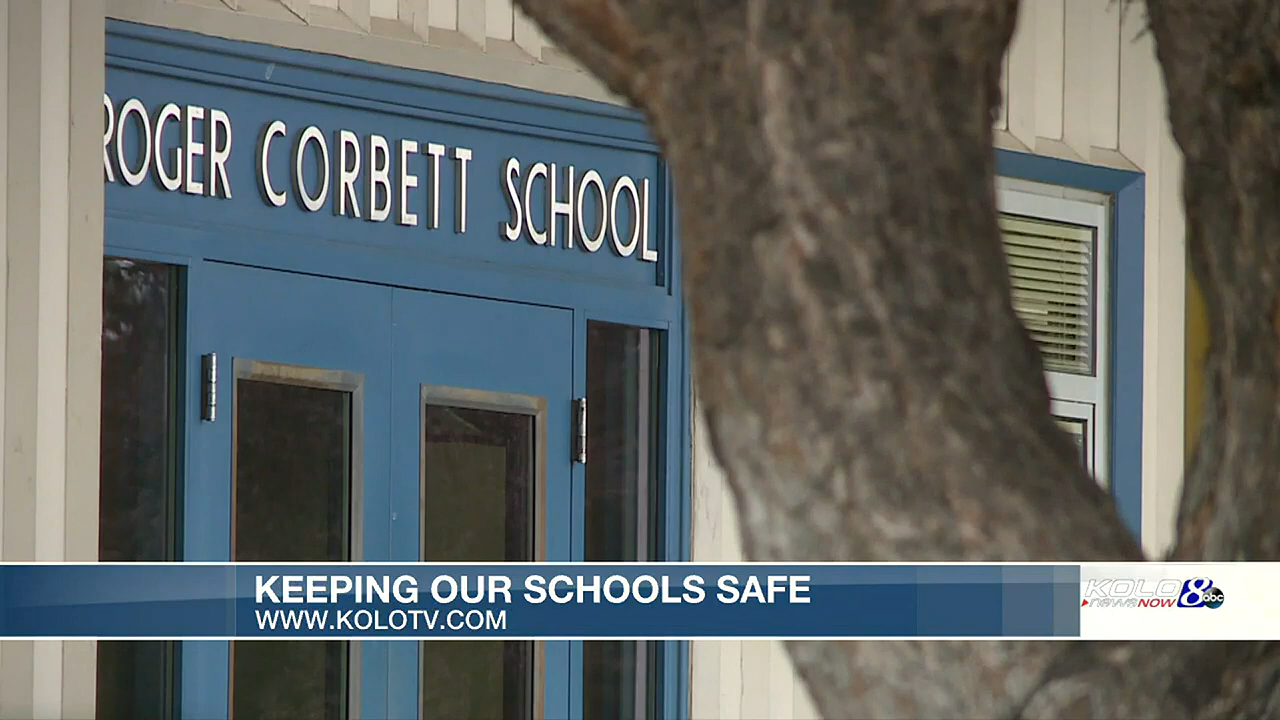 ROGER CORBETT SCHOOL
KEEPING OUR SCHOOLS SAFE
WWW.KOLOTV.COM
KOLO 8 abc
news NOW